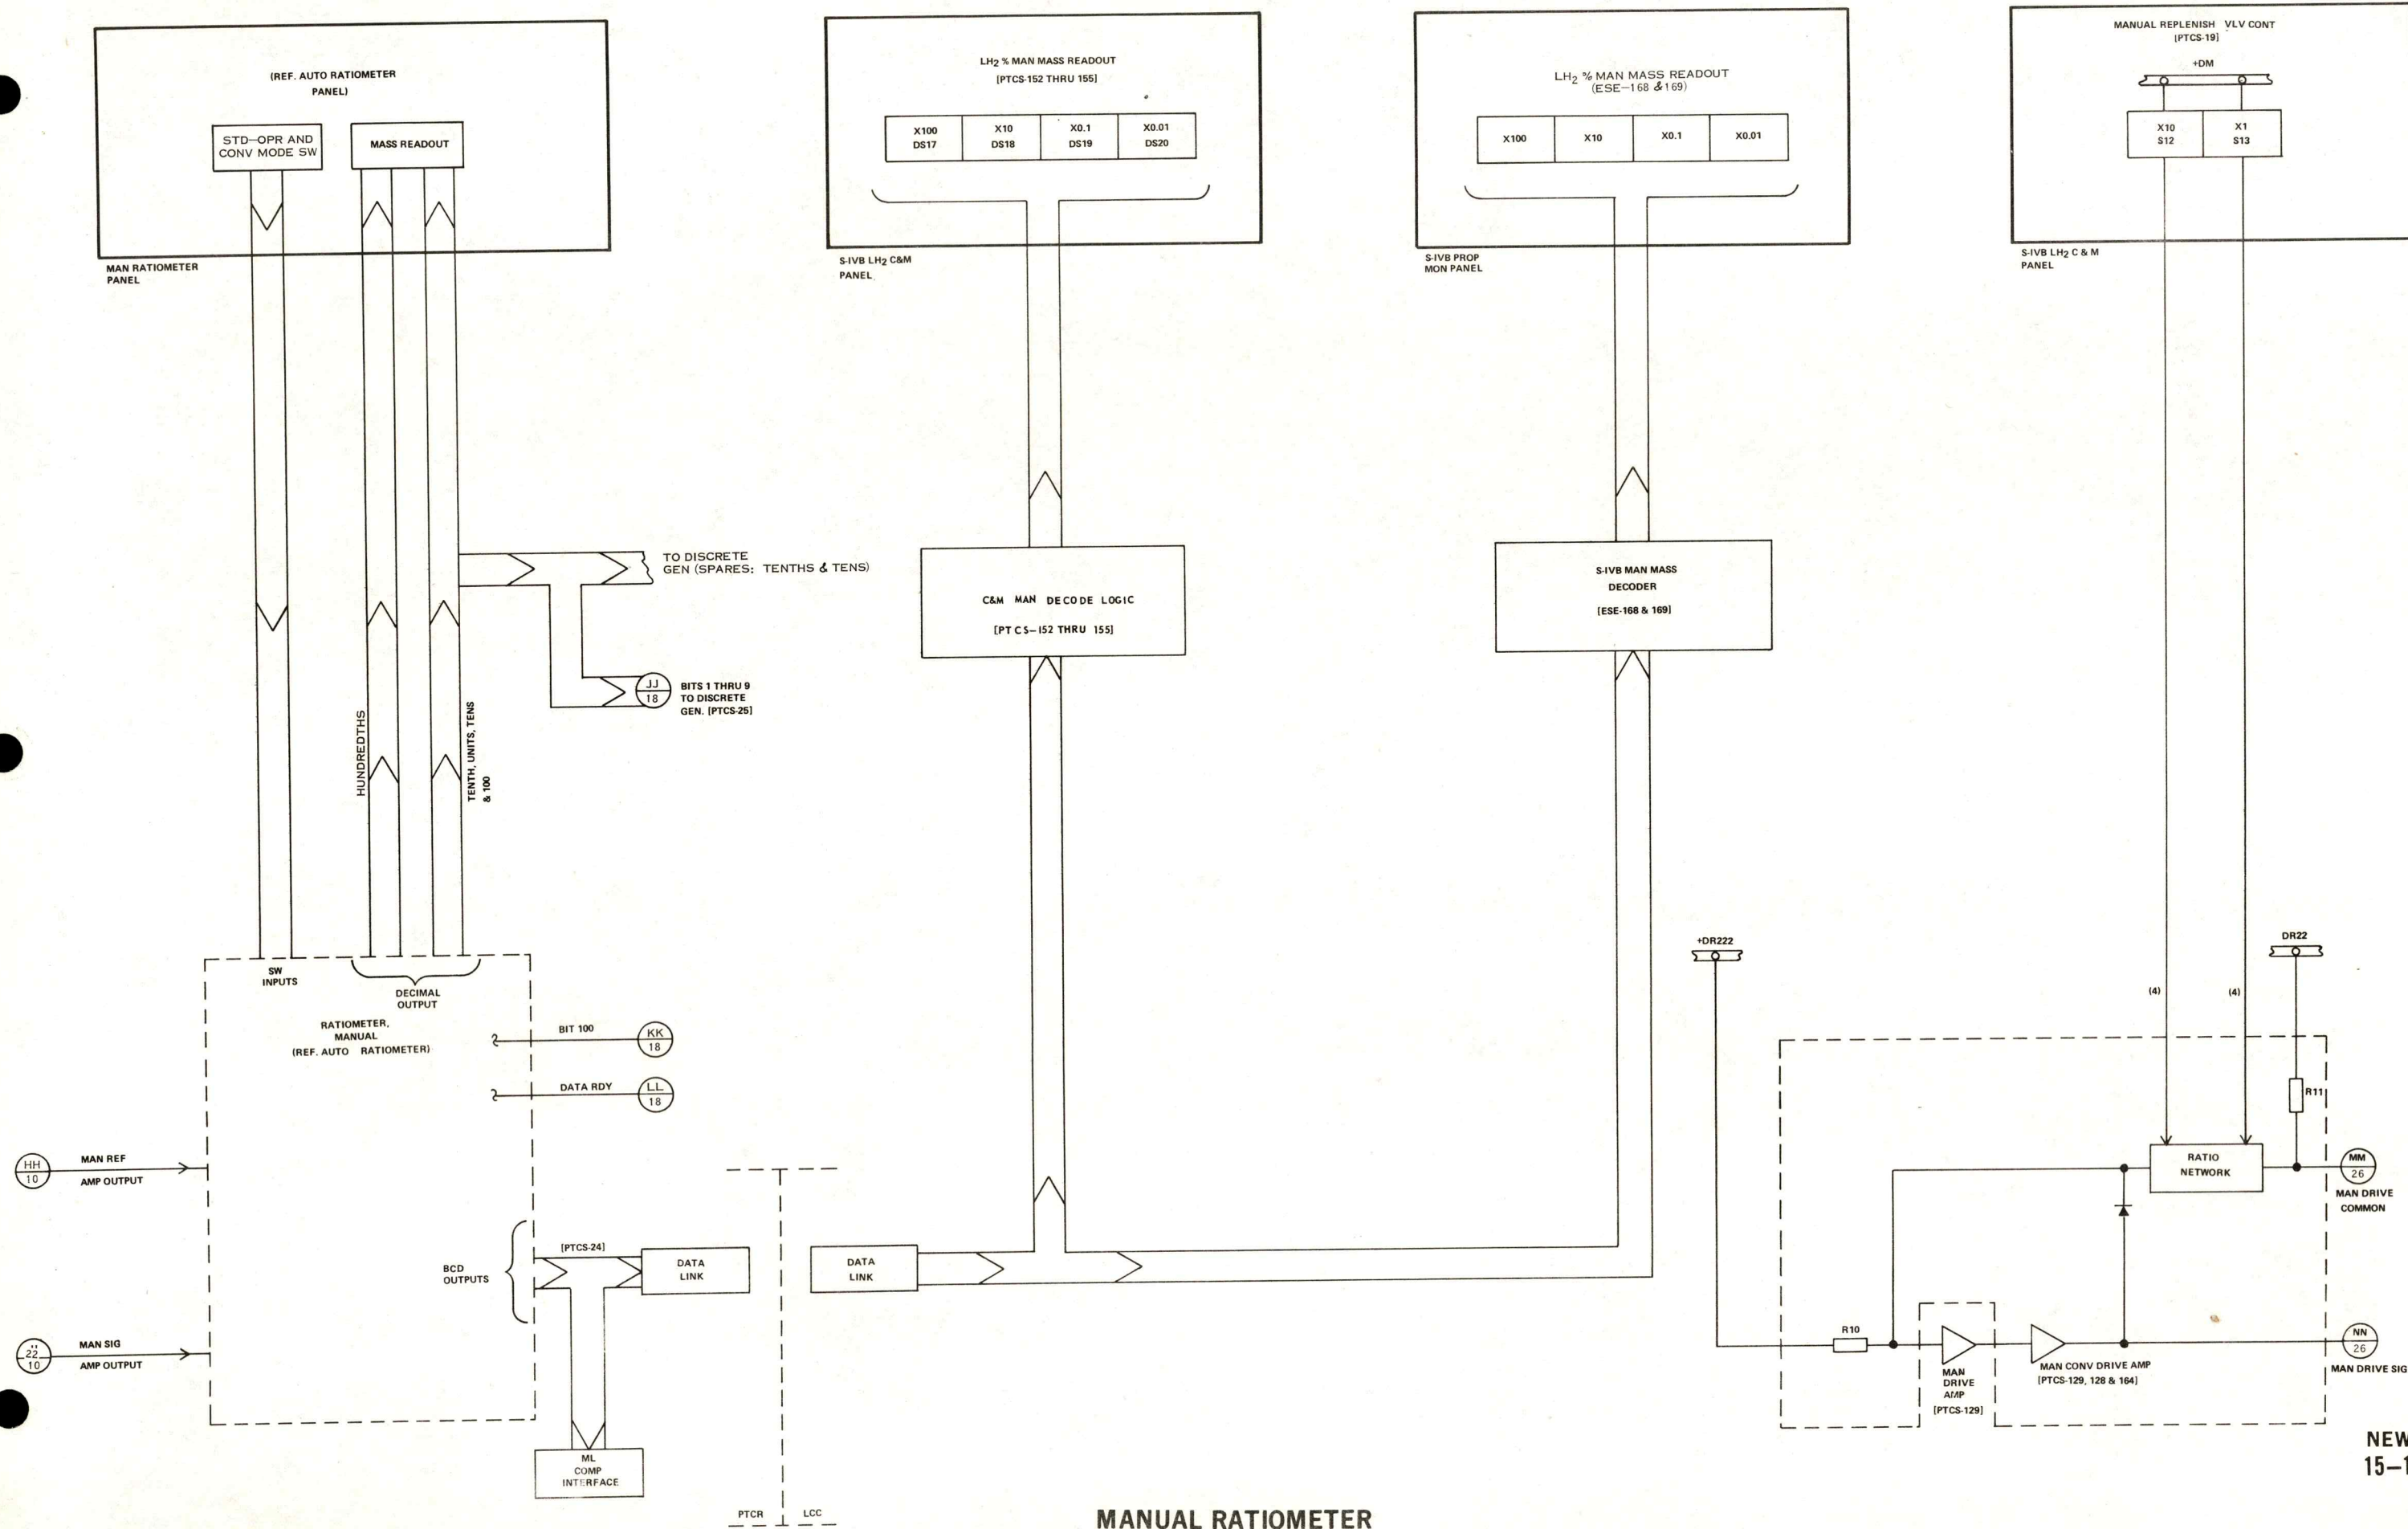 (REF. AUTO RATIOMETER
PANEL)
STD-OPR AND
CONV MODE SW
MASS READOUT
MAN RATIOMETER
PANEL
LH2 % MAN MASS READOUT
[PTCS-152 THRU 155]
X100
DS17
X10
DS18
X0.1
DS19
X0.01
DS20
S-IVB LH2 C&M
PANEL
LH2 % MAN MASS READOUT
(ESE-168 & 169)
X100
X10
X0.1
X0.01
S-IVB PROP
MON PANEL
MANUAL REPLENISH VLV CONT
[PTCS-19]
+DM
X10
S12
X1
S13
S-IVB LH2 C & M
PANEL
TO DISCRETE
GEN (SPARES: TENTHS & TENS)
JJ
18
BITS 1 THRU 9
TO DISCRETE
GEN. [PTCS-25]
HUNDREDTHS
TENTH, UNITS, TENS
& 100
C&M MAN DECODE LOGIC
[PTCS-152 THRU 155]
S-IVB MAN MASS
DECODER
[ESE-168 & 169]
SW
INPUTS
DECIMAL
OUTPUT
RATIOMETER,
MANUAL
(REF. AUTO RATIOMETER)
BIT 100
KK
18
DATA RDY
LL
18
HH
10
MAN REF
AMP OUTPUT
22
10
MAN SIG
AMP OUTPUT
BCD
OUTPUTS
[PTCS-24]
DATA
LINK
DATA
LINK
ML
COMP
INTERFACE
PTCR
LCC
+DR222
DR22
(4)
(4)
R11
RATIO
NETWORK
MM
26
MAN DRIVE
COMMON
R10
MAN
DRIVE
AMP
[PTCS-129]
MAN CONV DRIVE AMP
[PTCS-129, 128 & 164]
NN
26
MAN DRIVE SIG
NEW
15-1
MANUAL RATIOMETER